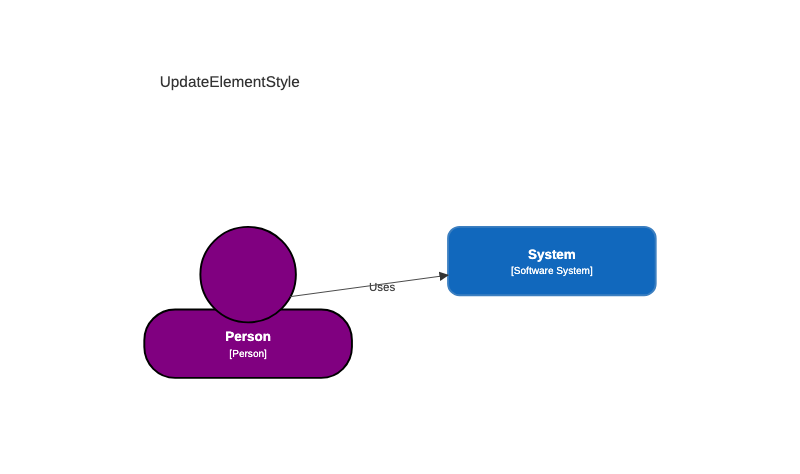 UpdateElementStyle
System
[Software System]
Uses
Person
[Person]